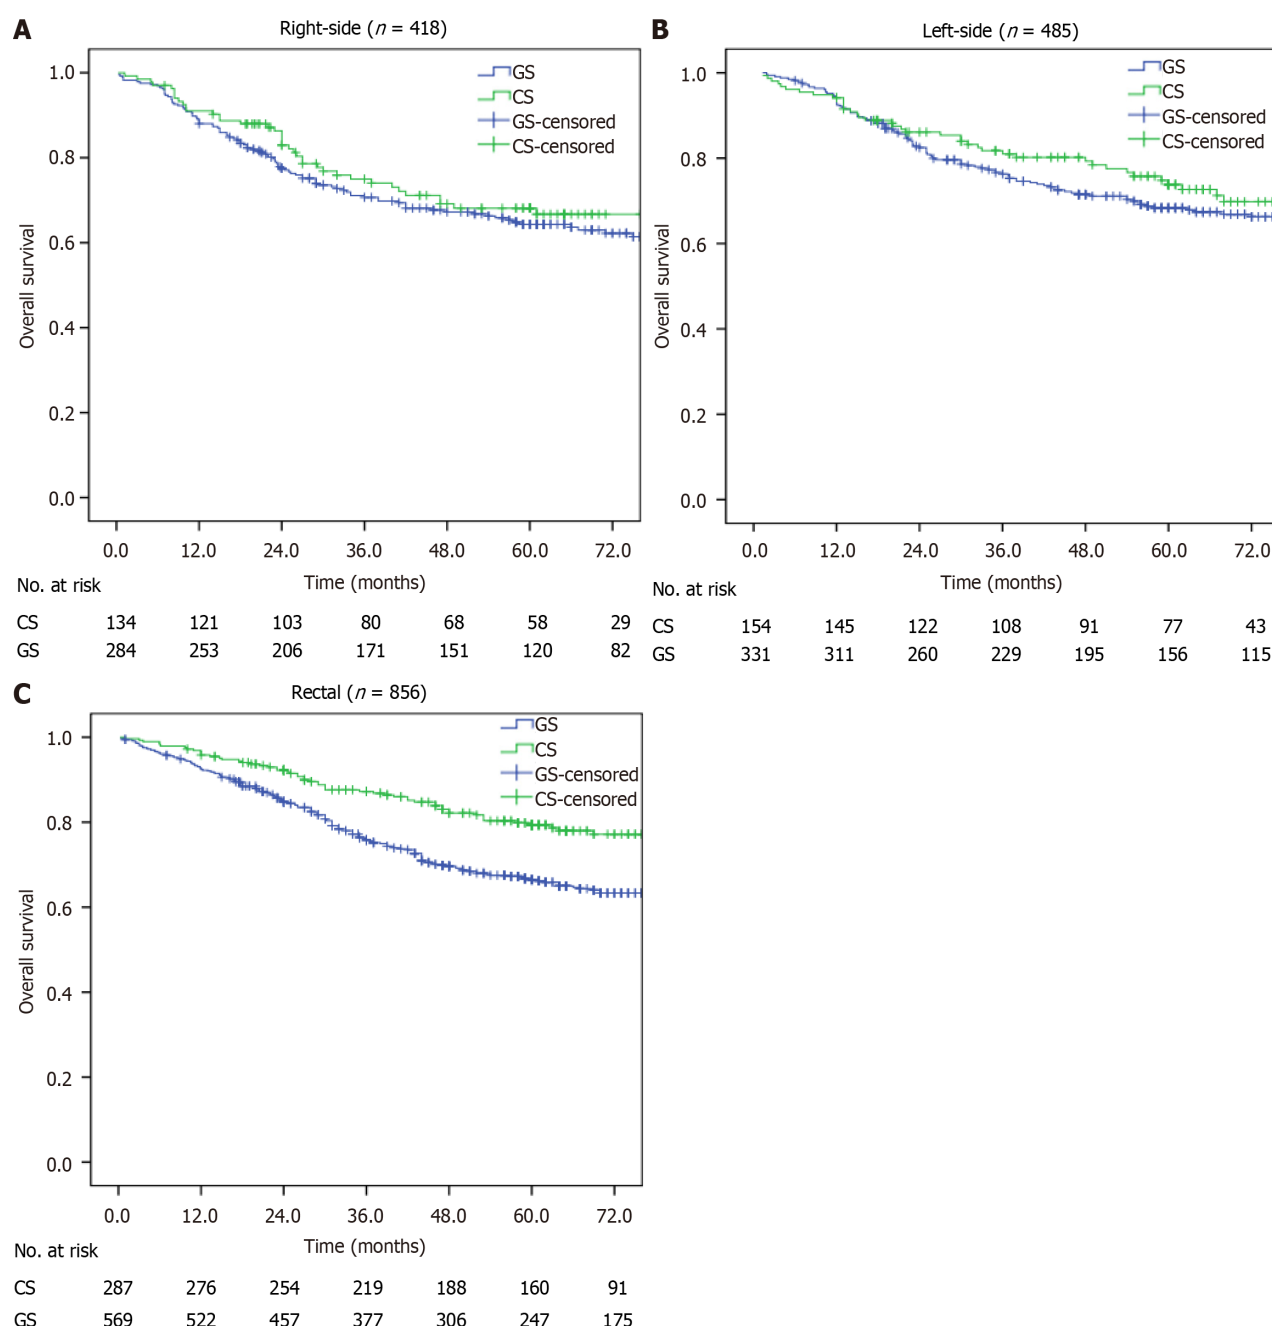 A
Right-side (n = 418)
GS
CS
GS-censored
CS-censored
1.0
0.8
0.6
0.4
0.2
0.0
Overall survival
0.0 12.0 24.0 36.0 48.0 60.0 72.0
Time (months)
No. at risk
CS 134 121 103 80 68 58 29
GS 284 253 206 171 151 120 82
B
Left-side (n = 485)
GS
CS
GS-censored
CS-censored
1.0
0.8
0.6
0.4
0.2
0.0
Overall survival
0.0 12.0 24.0 36.0 48.0 60.0 72.0
Time (months)
No. at risk
CS 154 145 122 108 91 77 43
GS 331 311 260 229 195 156 115
C
Rectal (n = 856)
GS
CS
GS-censored
CS-censored
1.0
0.8
0.6
0.4
0.2
0.0
Overall survival
0.0 12.0 24.0 36.0 48.0 60.0 72.0
Time (months)
No. at risk
CS 287 276 254 219 188 160 91
GS 569 522 457 377 306 247 175